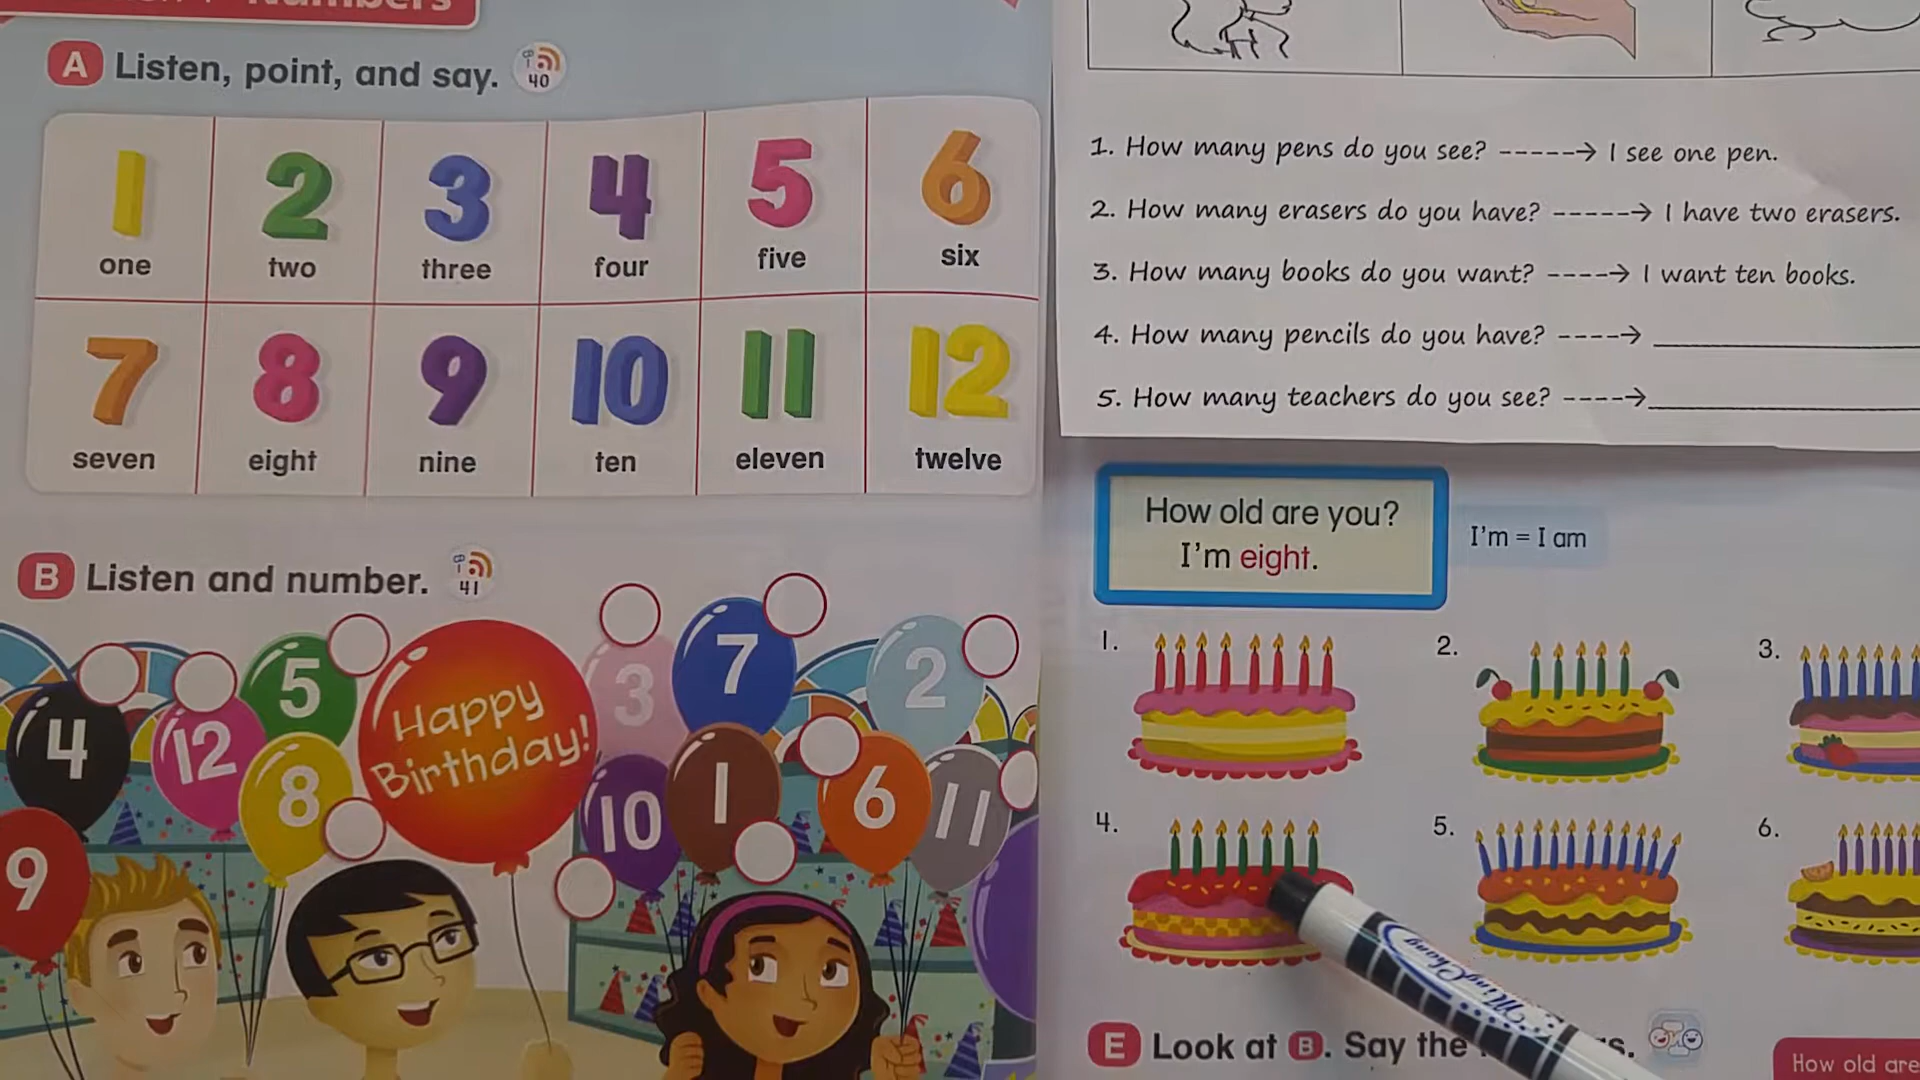 Numbers
A Listen, point, and say. CD 1 40
1 2 3 4 5 6
one two three four five six
7 8 9 10 11 12
seven eight nine ten eleven twelve
B Listen and number. CD 1 41
4 12 5 8 Happy 3 7 2
Birthday!
9 10 1 6 11
1. How many pens do you see? -----→ I see one pen.
2. How many erasers do you have? -----→ I have two erasers.
3. How many books do you want? ----→ I want ten books.
4. How many pencils do you have? ----→
5. How many teachers do you see? ----→
How old are you?
I'm eight.
I'm = I am
1. 2. 3.
4. 5. 6.
E Look at B. Say the
How old are